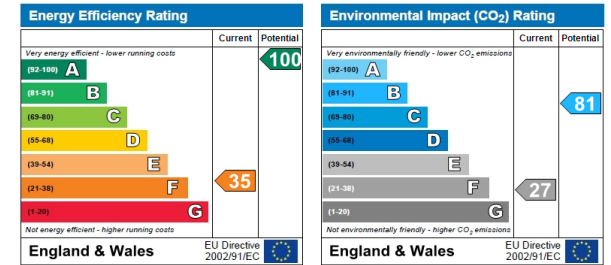 Energy Efficiency Rating
Current Potential
Very energy efficient - lower running costs
(92-100) A
(81-91) B
(69-80) C
(55-68) D
(39-54) E
(21-38) F
(1-20) G
100
35
Not energy efficient - higher running costs
England & Wales
EU Directive
2002/91/EC
Environmental Impact (CO2) Rating
Current Potential
Very environmentally friendly - lower CO2 emissions
(92-100) A
(81-91) B
(69-80) C
(55-68) D
(39-54) E
(21-38) F
(1-20) G
81
27
Not environmentally friendly - higher CO2 emissions
England & Wales
EU Directive
2002/91/EC